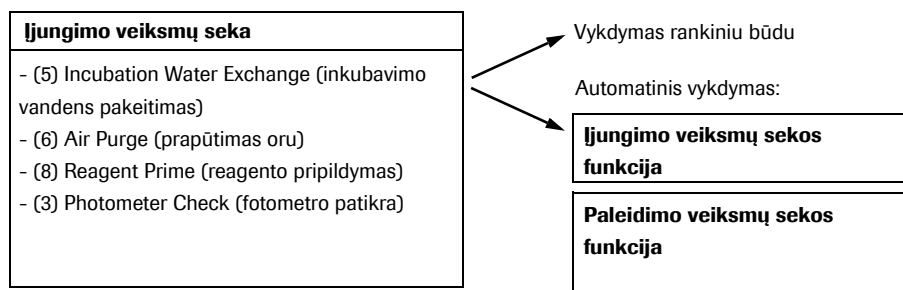 Įjungimo veiksmų seka
- (5) Incubation Water Exchange (inkubavimo
vandens pakeitimas)
- (6) Air Purge (prapūtimas oru)
- (8) Reagent Prime (reagento pripildymas)
- (3) Photometer Check (fotometro patikra)
Vykdymas rankiniu būdu
Automatinis vykdymas:
Įjungimo veiksmų sekos
funkcija
Paleidimo veiksmų sekos
funkcija